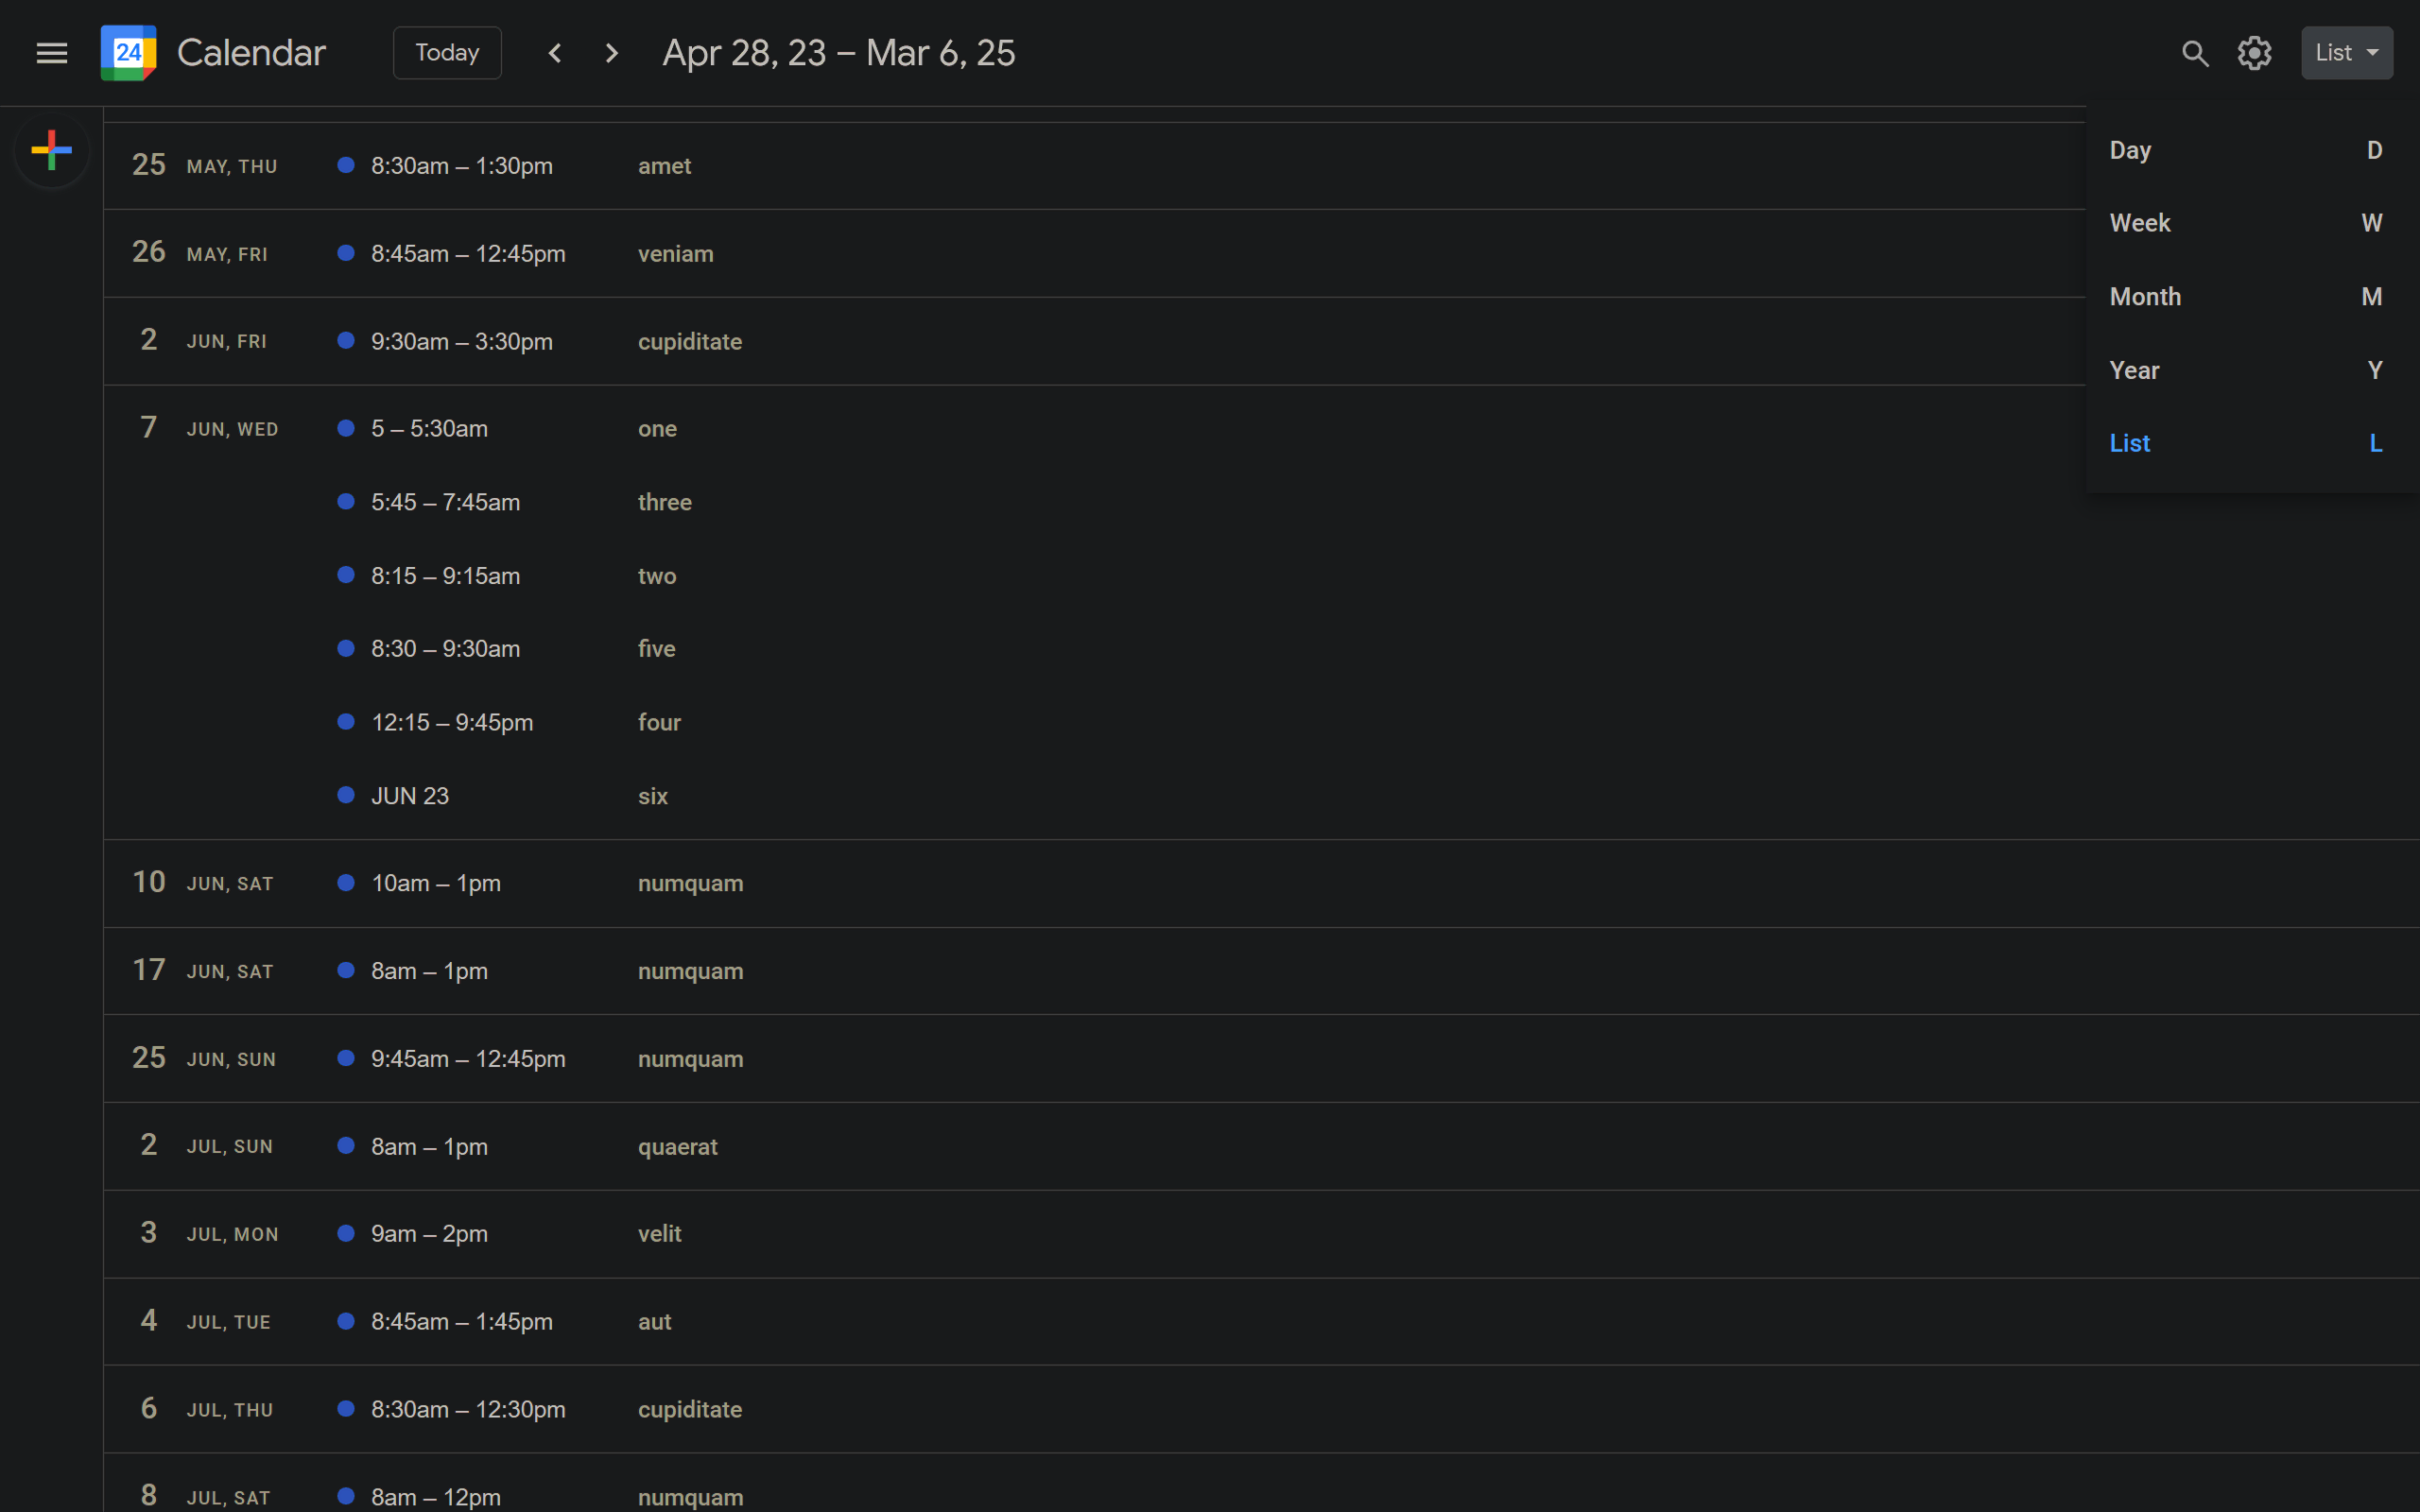 24 Calendar Today Apr 28, 23 – Mar 6, 25 List
Day D
Week W
Month M
Year Y
List L
25 MAY, THU 8:30am – 1:30pm amet
26 MAY, FRI 8:45am – 12:45pm veniam
2 JUN, FRI 9:30am – 3:30pm cupiditate
7 JUN, WED 5 – 5:30am one
5:45 – 7:45am three
8:15 – 9:15am two
8:30 – 9:30am five
12:15 – 9:45pm four
JUN 23 six
10 JUN, SAT 10am – 1pm numquam
17 JUN, SAT 8am – 1pm numquam
25 JUN, SUN 9:45am – 12:45pm numquam
2 JUL, SUN 8am – 1pm quaerat
3 JUL, MON 9am – 2pm velit
4 JUL, TUE 8:45am – 1:45pm aut
6 JUL, THU 8:30am – 12:30pm cupiditate
8 JUL, SAT 8am – 12pm numquam